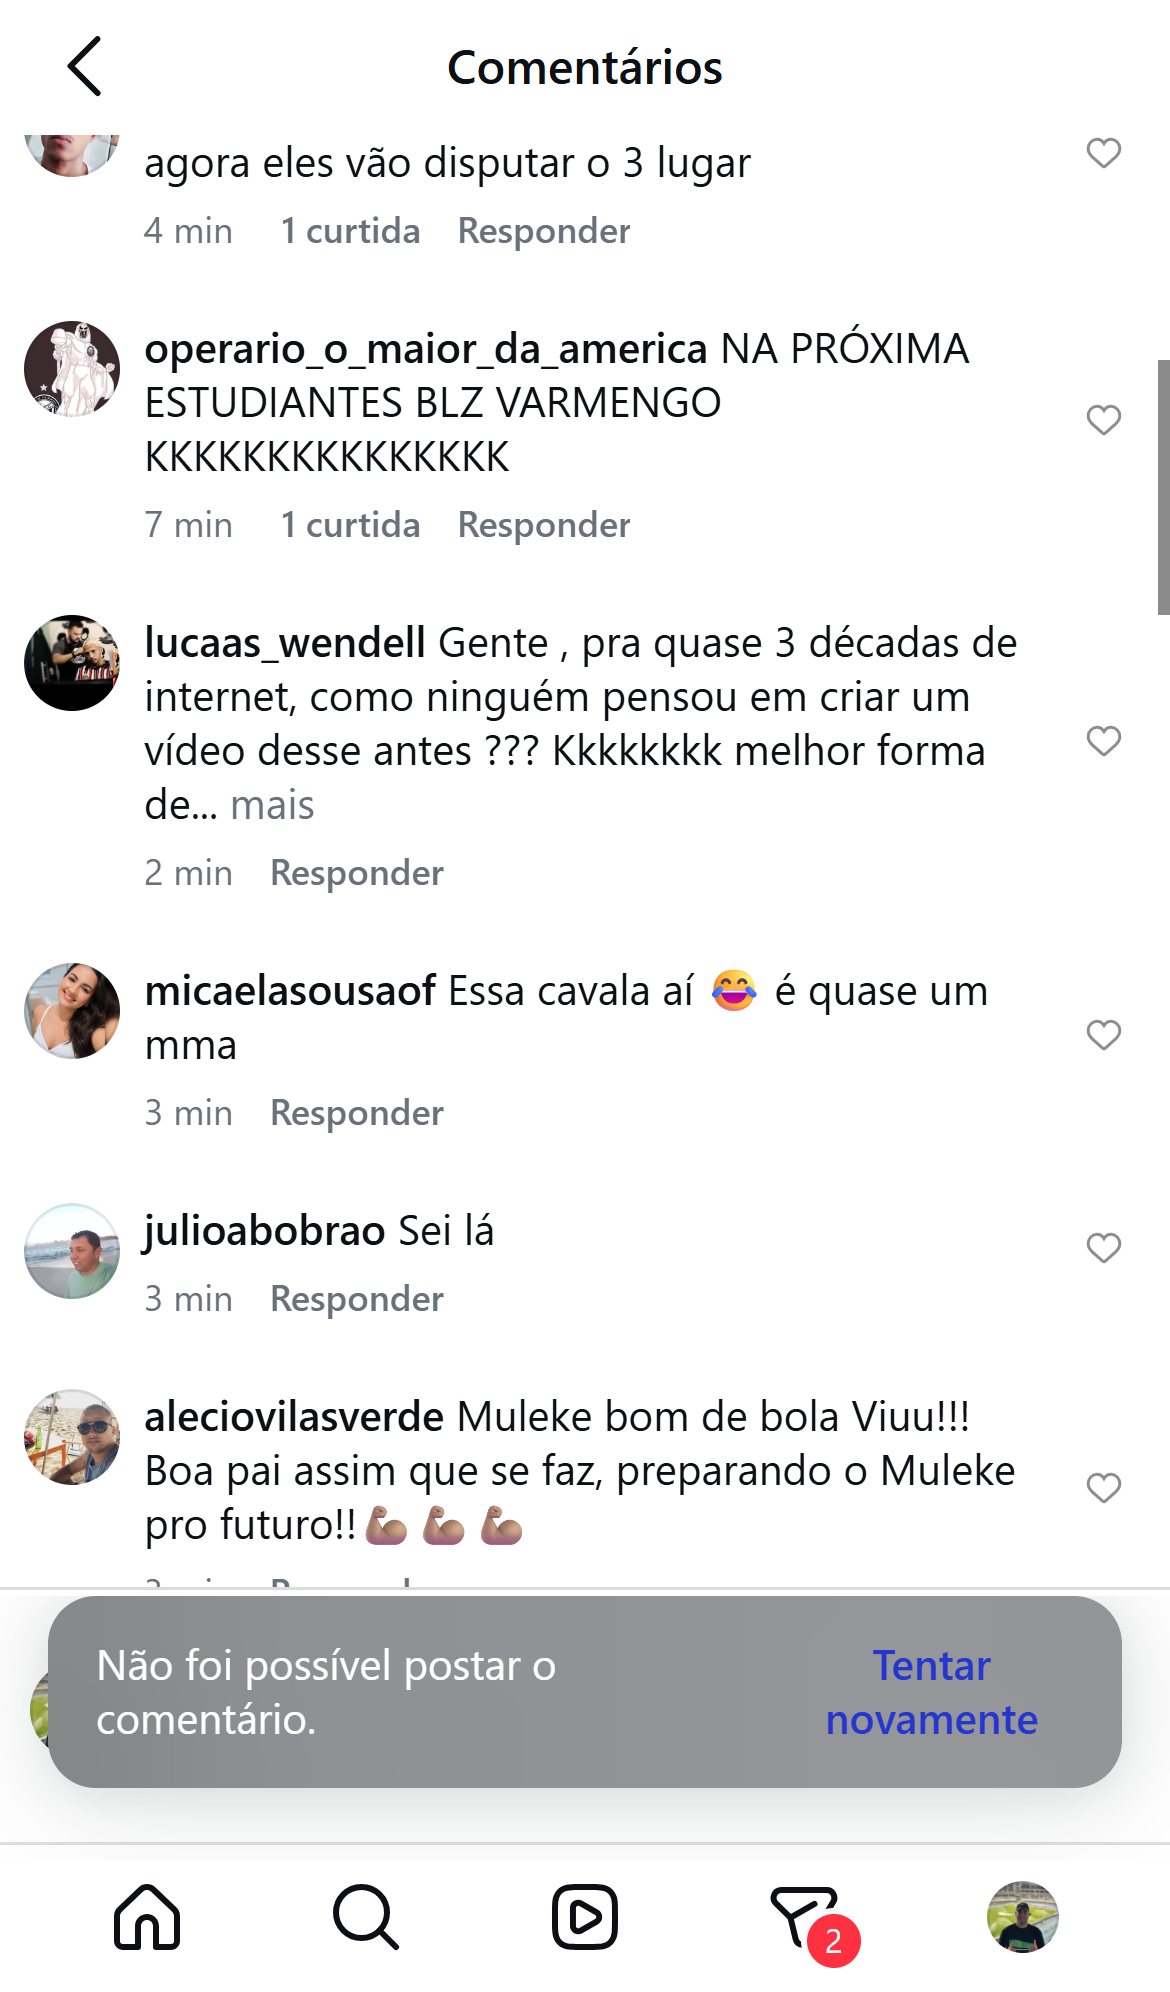 Comentários
agora eles vão disputar o 3 lugar
4 min 1 curtida Responder
operario_o_maior_da_america NA PRÓXIMA
ESTUDIANTES BLZ VARMENGO
KKKKKKKKKKKKKKK
7 min 1 curtida Responder
lucaas_wendell Gente , pra quase 3 décadas de
internet, como ninguém pensou em criar um
vídeo desse antes ??? Kkkkkkkk melhor forma
de... mais
2 min Responder
micaelasousaof Essa cavala aí 😂 é quase um
mma
3 min Responder
julioabobrao Sei lá
3 min Responder
aleciovilasverde Muleke bom de bola Viuu!!!
Boa pai assim que se faz, preparando o Muleke
pro futuro!!💪🏽💪🏽💪🏽
Não foi possível postar o
comentário.
Tentar
novamente
2